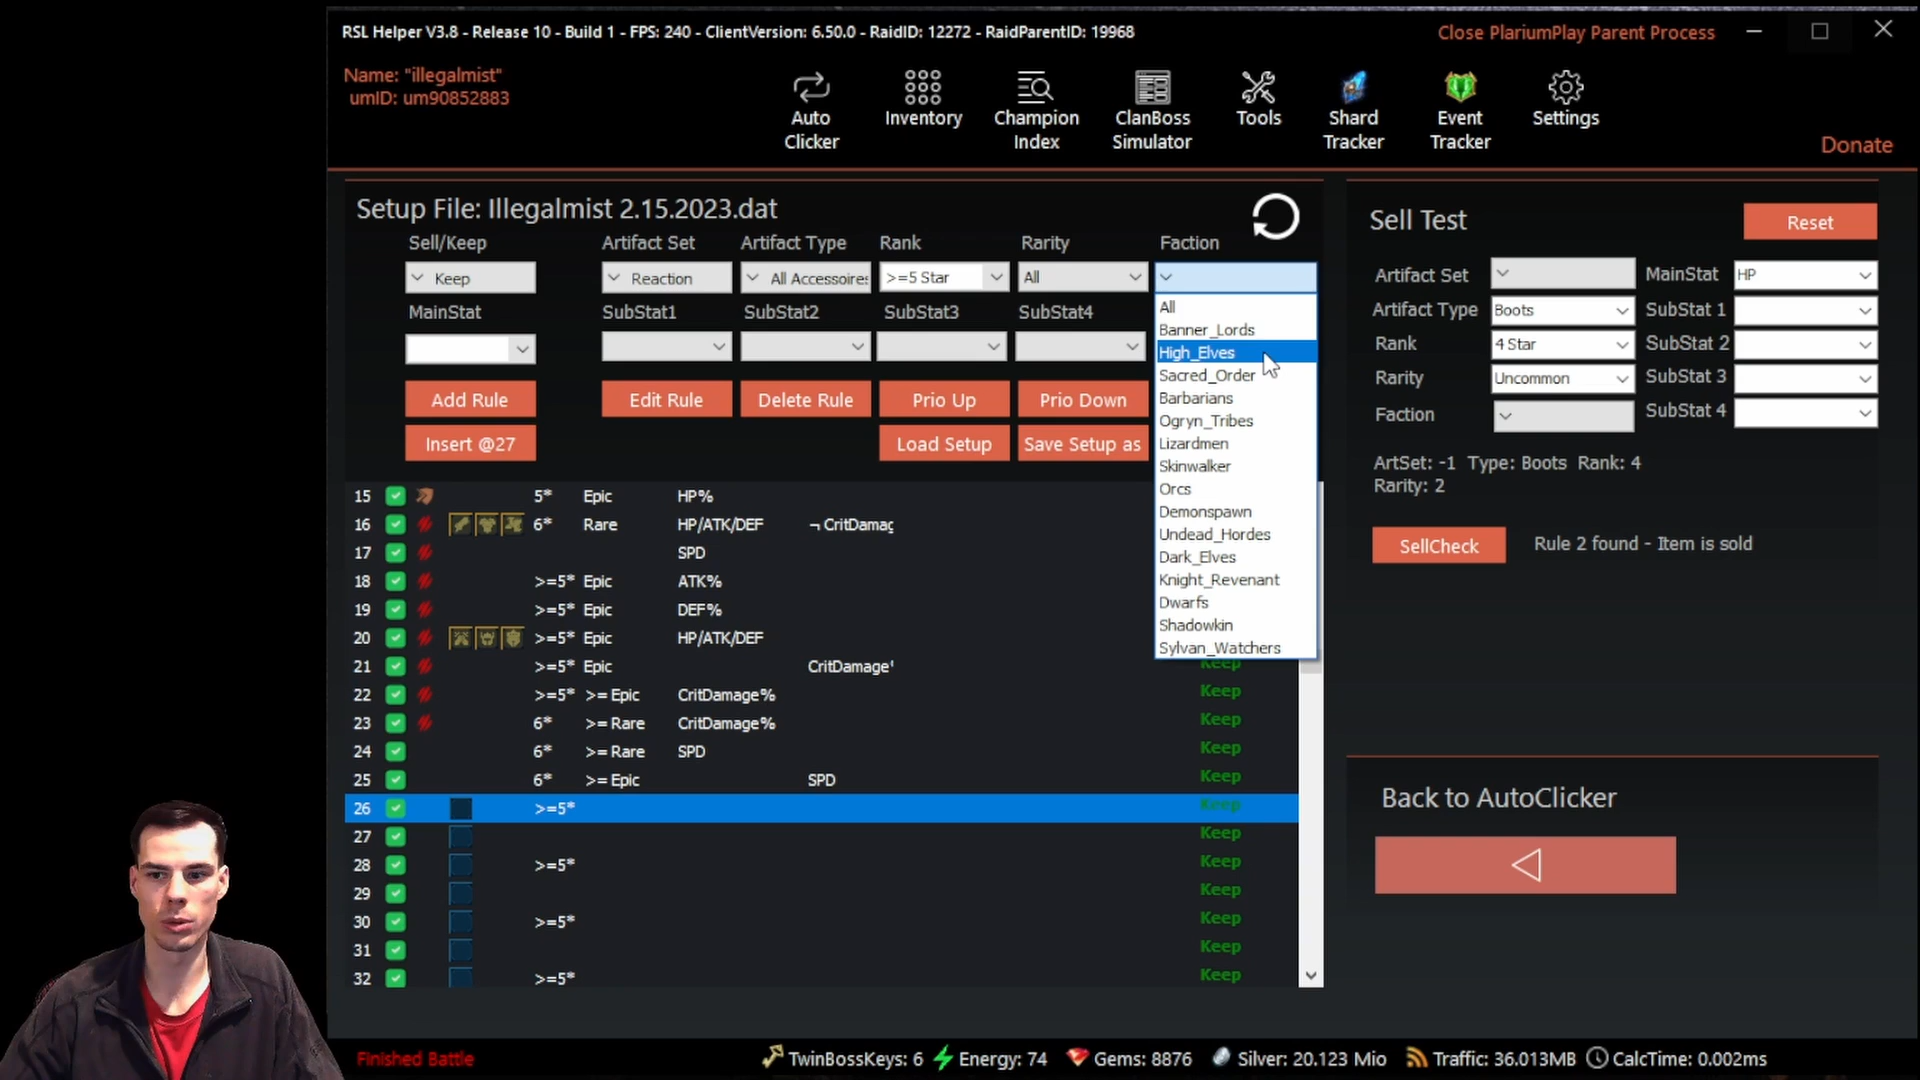 RSL Helper V3.8 - Release 10 - Build 1 - FPS: 240 - ClientVersion: 6.50.0 - RaidID: 12272 - RaidParentID: 19968
Close PlariumPlay Parent Process
Name: "illegalmist"
umID: um90852883
Auto Clicker
Inventory
Champion Index
ClanBoss Simulator
Tools
Shard Tracker
Event Tracker
Settings
Donate
Setup File: Illegalmist 2.15.2023.dat
Sell/Keep Artifact Set Artifact Type Rank Rarity Faction
Keep Reaction All Accessoires >=5 Star All
MainStat SubStat1 SubStat2 SubStat3 SubStat4
Add Rule Edit Rule Delete Rule Prio Up Prio Down
Insert @27 Load Setup Save Setup as
All
Banner_Lords
High_Elves
Sacred_Order
Barbarians
Ogryn_Tribes
Lizardmen
Skinwalker
Orcs
Demonspawn
Undead_Hordes
Dark_Elves
Knight_Revenant
Dwarfs
Shadowkin
Sylvan_Watchers
15 5* Epic HP%
16 6* Rare HP/ATK/DEF ¬ CritDamag
17 SPD
18 >=5* Epic ATK%
19 >=5* Epic DEF%
20 >=5* Epic HP/ATK/DEF
21 >=5* Epic CritDamage' Keep
22 >=5* >= Epic CritDamage% Keep
23 6* >= Rare CritDamage% Keep
24 6* >= Rare SPD Keep
25 6* >= Epic SPD Keep
26 >=5* Keep
27 Keep
28 >=5* Keep
29 Keep
30 >=5* Keep
31 Keep
32 >=5* Keep
Sell Test
Reset
Artifact Set MainStat HP
Artifact Type Boots SubStat 1
Rank 4 Star SubStat 2
Rarity Uncommon SubStat 3
Faction SubStat 4
ArtSet: -1 Type: Boots Rank: 4
Rarity: 2
SellCheck Rule 2 found - Item is sold
Back to AutoClicker
Finished Battle
TwinBossKeys: 6 Energy: 74 Gems: 8876 Silver: 20.123 Mio Traffic: 36.013MB CalcTime: 0.002ms